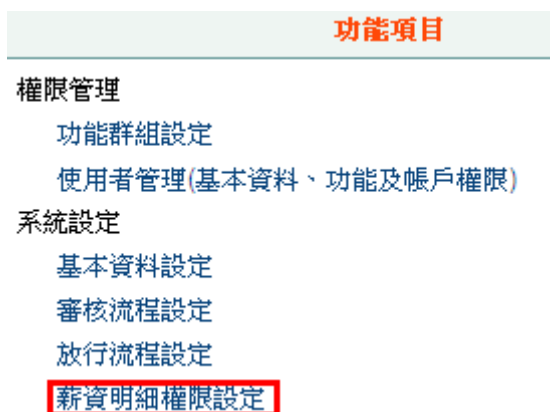 功能項目
權限管理
功能群組設定
使用者管理(基本資料、功能及帳戶權限)
系統設定
基本資料設定
審核流程設定
放行流程設定
薪資明細權限設定